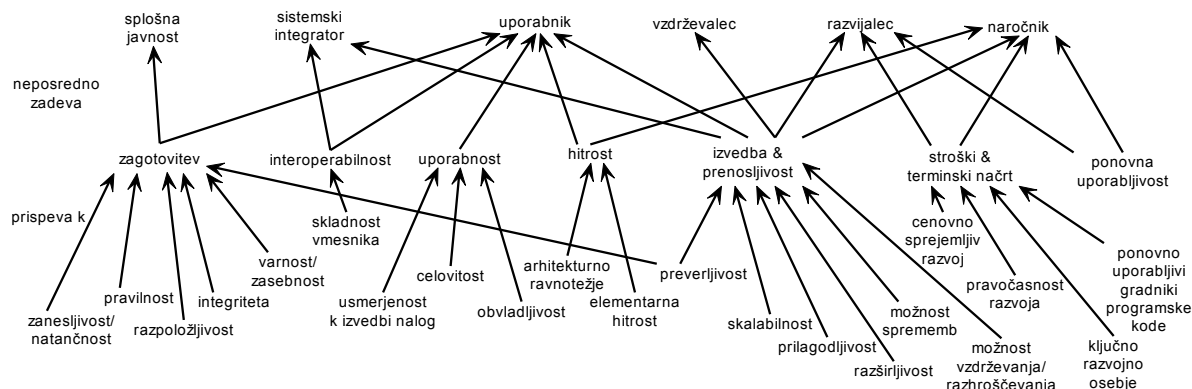 splošna
javnost
sistemski
integrator
uporabnik
vzdrževalec
razvijalec
naročnik
neposredno
zadeva
zagotovitev
interoperabilnost
uporabnost
hitrost
izvedba &
prenosljivost
stroški &
terminski načrt
ponovna
uporabljivost
prispeva k
zanesljivost/
natančnost
pravilnost
razpoložljivost
integriteta
varnost/
zasebnost
skladnost
vmesnika
usmerjenost
k izvedbi nalog
celovitost
obvladljivost
arhitekturno
ravnotežje
elementarna
hitrost
preverljivost
skalabilnost
prilagodljivost
razširljivost
možnost
sprememb
možnost
vzdrževanja/
razhroščevanja
cenovno
sprejemljiv
razvoj
pravočasnost
razvoja
ključno
razvojno
osebje
ponovno
uporabljivi
gradniki
programske
kode